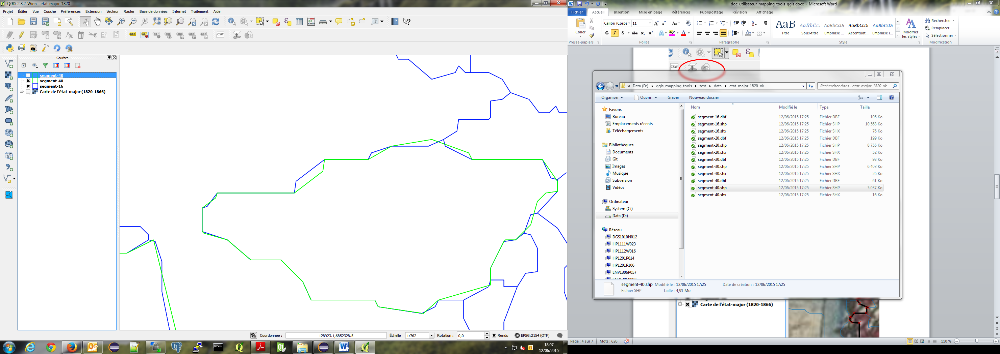 QGIS 2.8.2-Wien - etat-major-1820
Projet Éditer Vue Couche Préférences Extension Vecteur Raster Base de données Internet Traitement Aide
CSW
Couches
segment-40
segment-40
segment-16
Carte de l'état-major (1820-1866)
Coordonnée : 128923.1,6852328.5 Échelle 1:762 Rotation : 0,0 Rendu EPSG:2154 (OTF)
18:07
12/06/2015
doc_utilisateur_mapping_tools_qgis.docx - Microsoft Word
Fichier Accueil Insertion Mise en page Références Publipostage Révision Affichage
Coller
Calibri (Corps 11
G I S abc
Presse-papiers Police Paragraphe Style Modification
AaB AaBbCc. AaBbCcDc AaBbCcDc AaBbCcDc
Titre Sous-titre Emphase ... Accentuat... Emphase i...
Modifier
les styles
Rechercher
Remplacer
Sélectionner
CSW
« Data (D:) qgis_mapping_tools test data etat-major-1820-ok
Rechercher dans : etat-major-1820-ok
Organiser Ouvrir Graver Nouveau dossier
Favoris
Bureau
Emplacements récents
Téléchargements
Bibliothèques
Documents
Git
Images
Musique
Subversion
Vidéos
Ordinateur
System (C:)
Data (D:)
Réseau
DGS1010N012
HP1111W023
HP1112W016
HP1201P014
HP1201P106
LNV1306P057
Nom Modifié le Type Taille
segment-16.dbf 12/06/2015 17:25 Fichier DBF 105 Ko
segment-16.shp 12/06/2015 17:25 Fichier SHP 10 568 Ko
segment-16.shx 12/06/2015 17:25 Fichier SHX 76 Ko
segment-20.dbf 12/06/2015 17:25 Fichier DBF 199 Ko
segment-20.shp 12/06/2015 17:25 Fichier SHP 8 755 Ko
segment-20.shx 12/06/2015 17:25 Fichier SHX 52 Ko
segment-30.dbf 12/06/2015 17:25 Fichier DBF 98 Ko
segment-30.shp 12/06/2015 17:25 Fichier SHP 6 403 Ko
segment-30.shx 12/06/2015 17:25 Fichier SHX 26 Ko
segment-40.dbf 12/06/2015 17:25 Fichier DBF 61 Ko
segment-40.shp 12/06/2015 17:25 Fichier SHP 5 037 Ko
segment-40.shx 12/06/2015 17:25 Fichier SHX 16 Ko
segment-40.shp Modifié le : 12/06/2015 17:25 Date de création : 12/06/2015 17:25
Fichier SHP Taille : 4,91 Mo
Carte de l'état-major (1820-1866)
Page : 4 sur 7 Mots : 626 110 %